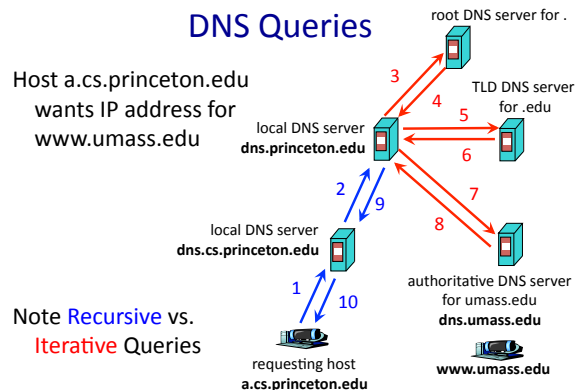 DNS Queries
root DNS server for .
Host a.cs.princeton.edu
wants IP address for
www.umass.edu
3
4
TLD DNS server
for .edu
local DNS server
dns.princeton.edu
5
6
2
9
7
8
local DNS server
dns.cs.princeton.edu
1
10
authoritative DNS server
for umass.edu
dns.umass.edu
Note Recursive vs.
Iterative Queries
requesting host
a.cs.princeton.edu
www.umass.edu